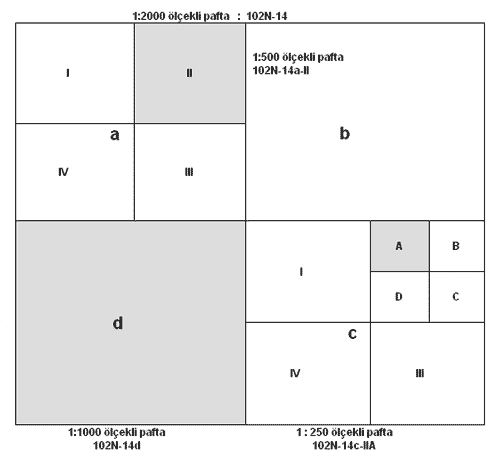 1:2000 ölçekli pafta : 102N-14
1:500 ölçekli pafta
102N-14a-II
I
II
a
b
IV
III
A
B
I
D
C
d
c
IV
III
1:1000 ölçekli pafta
102N-14d
1 : 250 ölçekli pafta
102N-14c-IIA